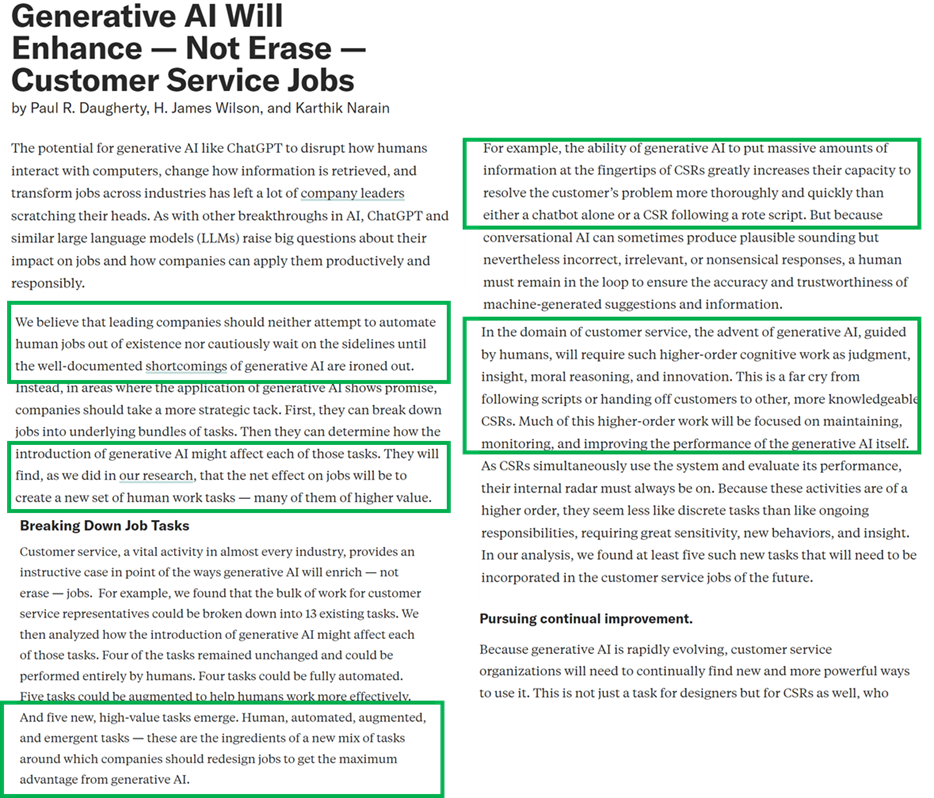 Generative AI Will
Enhance — Not Erase —
Customer Service Jobs
by Paul R. Daugherty, H. James Wilson, and Karthik Narain
The potential for generative AI like ChatGPT to disrupt how humans
interact with computers, change how information is retrieved, and
transform jobs across industries has left a lot of company leaders
scratching their heads. As with other breakthroughs in AI, ChatGPT and
similar large language models (LLMs) raise big questions about their
impact on jobs and how companies can apply them productively and
responsibly.
We believe that leading companies should neither attempt to automate
human jobs out of existence nor cautiously wait on the sidelines until
the well-documented shortcomings of generative AI are ironed out.
Instead, in areas where the application of generative AI shows promise,
companies should take a more strategic tack. First, they can break down
jobs into underlying bundles of tasks. Then they can determine how the
introduction of generative AI might affect each of those tasks. They will
find, as we did in our research, that the net effect on jobs will be to
create a new set of human work tasks — many of them of higher value.
Breaking Down Job Tasks
Customer service, a vital activity in almost every industry, provides an
instructive case in point of the ways generative AI will enrich — not
erase — jobs. For example, we found that the bulk of work for customer
service representatives could be broken down into 13 existing tasks. We
then analyzed how the introduction of generative AI might affect each
of those tasks. Four of the tasks remained unchanged and could be
performed entirely by humans. Four tasks could be fully automated.
Five tasks could be augmented to help humans work more effectively.
And five new, high-value tasks emerge. Human, automated, augmented,
and emergent tasks — these are the ingredients of a new mix of tasks
around which companies should redesign jobs to get the maximum
advantage from generative AI.
For example, the ability of generative AI to put massive amounts of
information at the fingertips of CSRs greatly increases their capacity to
resolve the customer's problem more thoroughly and quickly than
either a chatbot alone or a CSR following a rote script. But because
conversational AI can sometimes produce plausible sounding but
nevertheless incorrect, irrelevant, or nonsensical responses, a human
must remain in the loop to ensure the accuracy and trustworthiness of
machine-generated suggestions and information.
In the domain of customer service, the advent of generative AI, guided
by humans, will require such higher-order cognitive work as judgment,
insight, moral reasoning, and innovation. This is a far cry from
following scripts or handing off customers to other, more knowledgeable
CSRs. Much of this higher-order work will be focused on maintaining,
monitoring, and improving the performance of the generative AI itself.
As CSRs simultaneously use the system and evaluate its performance,
their internal radar must always be on. Because these activities are of a
higher order, they seem less like discrete tasks than like ongoing
responsibilities, requiring great sensitivity, new behaviors, and insight.
In our analysis, we found at least five such new tasks that will need to be
incorporated in the customer service jobs of the future.
Pursuing continual improvement.
Because generative AI is rapidly evolving, customer service
organizations will need to continually find new and more powerful ways
to use it. This is not just a task for designers but for CSRs as well, who